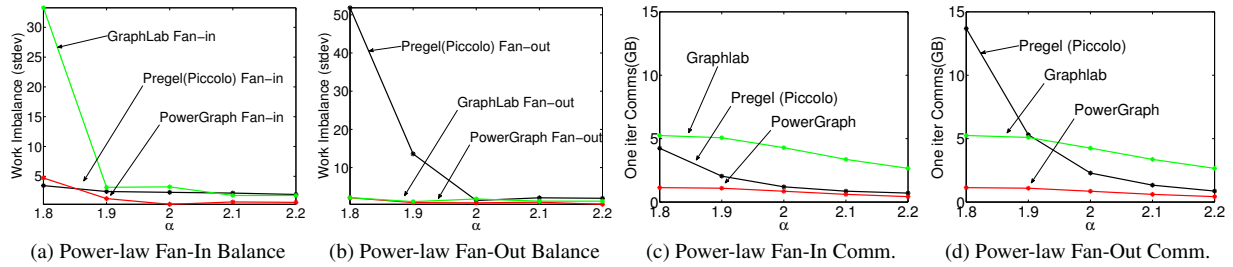 Work Imbalance (stdev)
30
25
20
15
10
5
GraphLab Fan-in
Pregel(Piccolo) Fan-in
PowerGraph Fan-in
1.8 1.9 2 2.1 2.2
α
(a) Power-law Fan-In Balance
Work Imbalance (stdev)
50
40
30
20
10
Pregel(Piccolo) Fan-out
GraphLab Fan-out
PowerGraph Fan-out
1.8 1.9 2 2.1 2.2
α
(b) Power-law Fan-Out Balance
One iter Comms(GB)
15
10
5
0
Graphlab
Pregel (Piccolo)
PowerGraph
1.8 1.9 2 2.1 2.2
α
(c) Power-law Fan-In Comm.
One iter Comms(GB)
15
10
5
0
Pregel (Piccolo)
Graphlab
PowerGraph
1.8 1.9 2 2.1 2.2
α
(d) Power-law Fan-Out Comm.